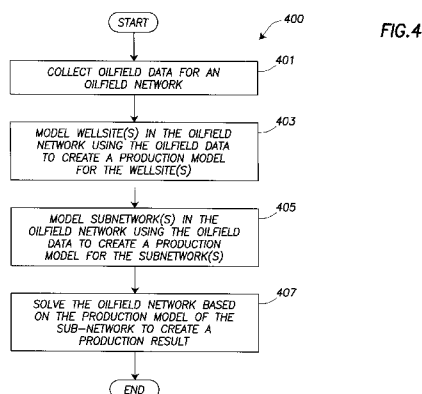 START
400
FIG.4
COLLECT OILFIELD DATA FOR AN
OILFIELD NETWORK
401
MODEL WELLSITE(S) IN THE OILFIELD
NETWORK USING THE OILFIELD DATA
TO CREATE A PRODUCTION MODEL
FOR THE WELLSITE(S)
403
MODEL SUBNETWORK(S) IN THE
OILFIELD NETWORK USING THE OILFIELD
DATA TO CREATE A PRODUCTION
MODEL FOR THE SUBNETWORK(S)
405
SOLVE THE OILFIELD NETWORK BASED
ON THE PRODUCTION MODEL OF THE
SUB-NETWORK TO CREATE A
PRODUCTION RESULT
407
END